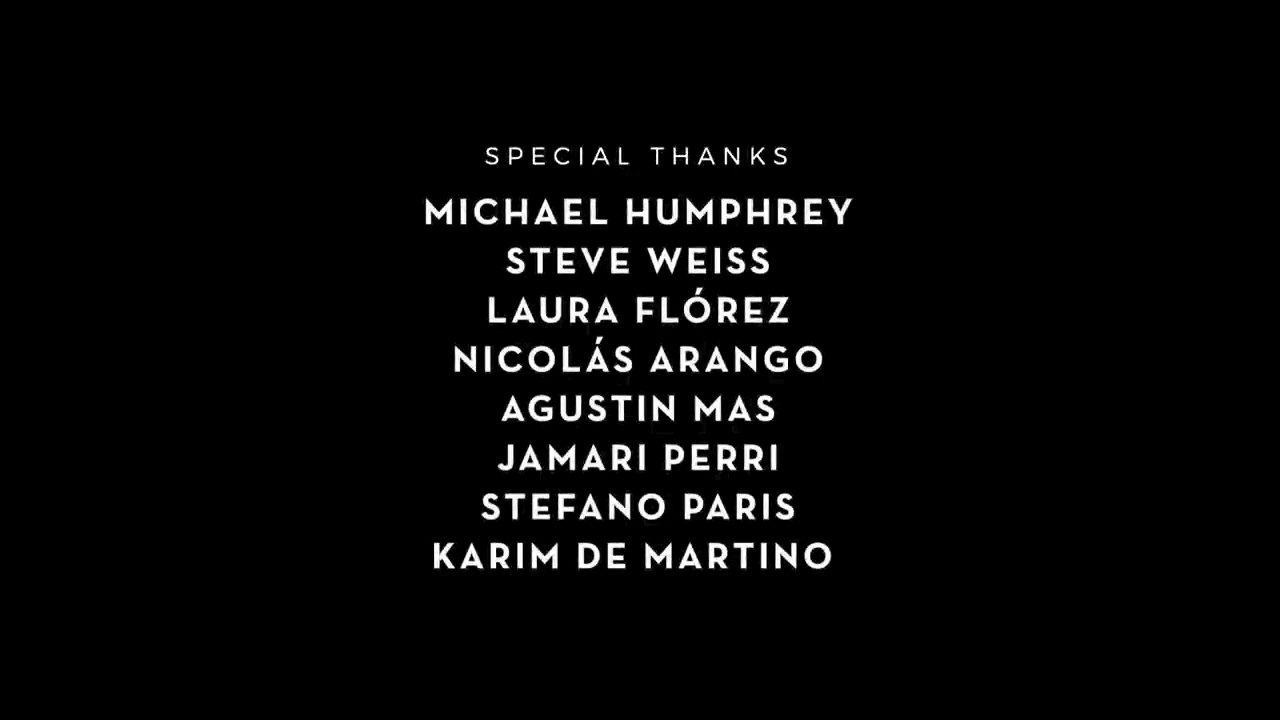 SPECIAL THANKS
MICHAEL HUMPHREY
STEVE WEISS
LAURA FLÓREZ
NICOLÁS ARANGO
AGUSTIN MAS
JAMARI PERRI
STEFANO PARIS
KARIM DE MARTINO